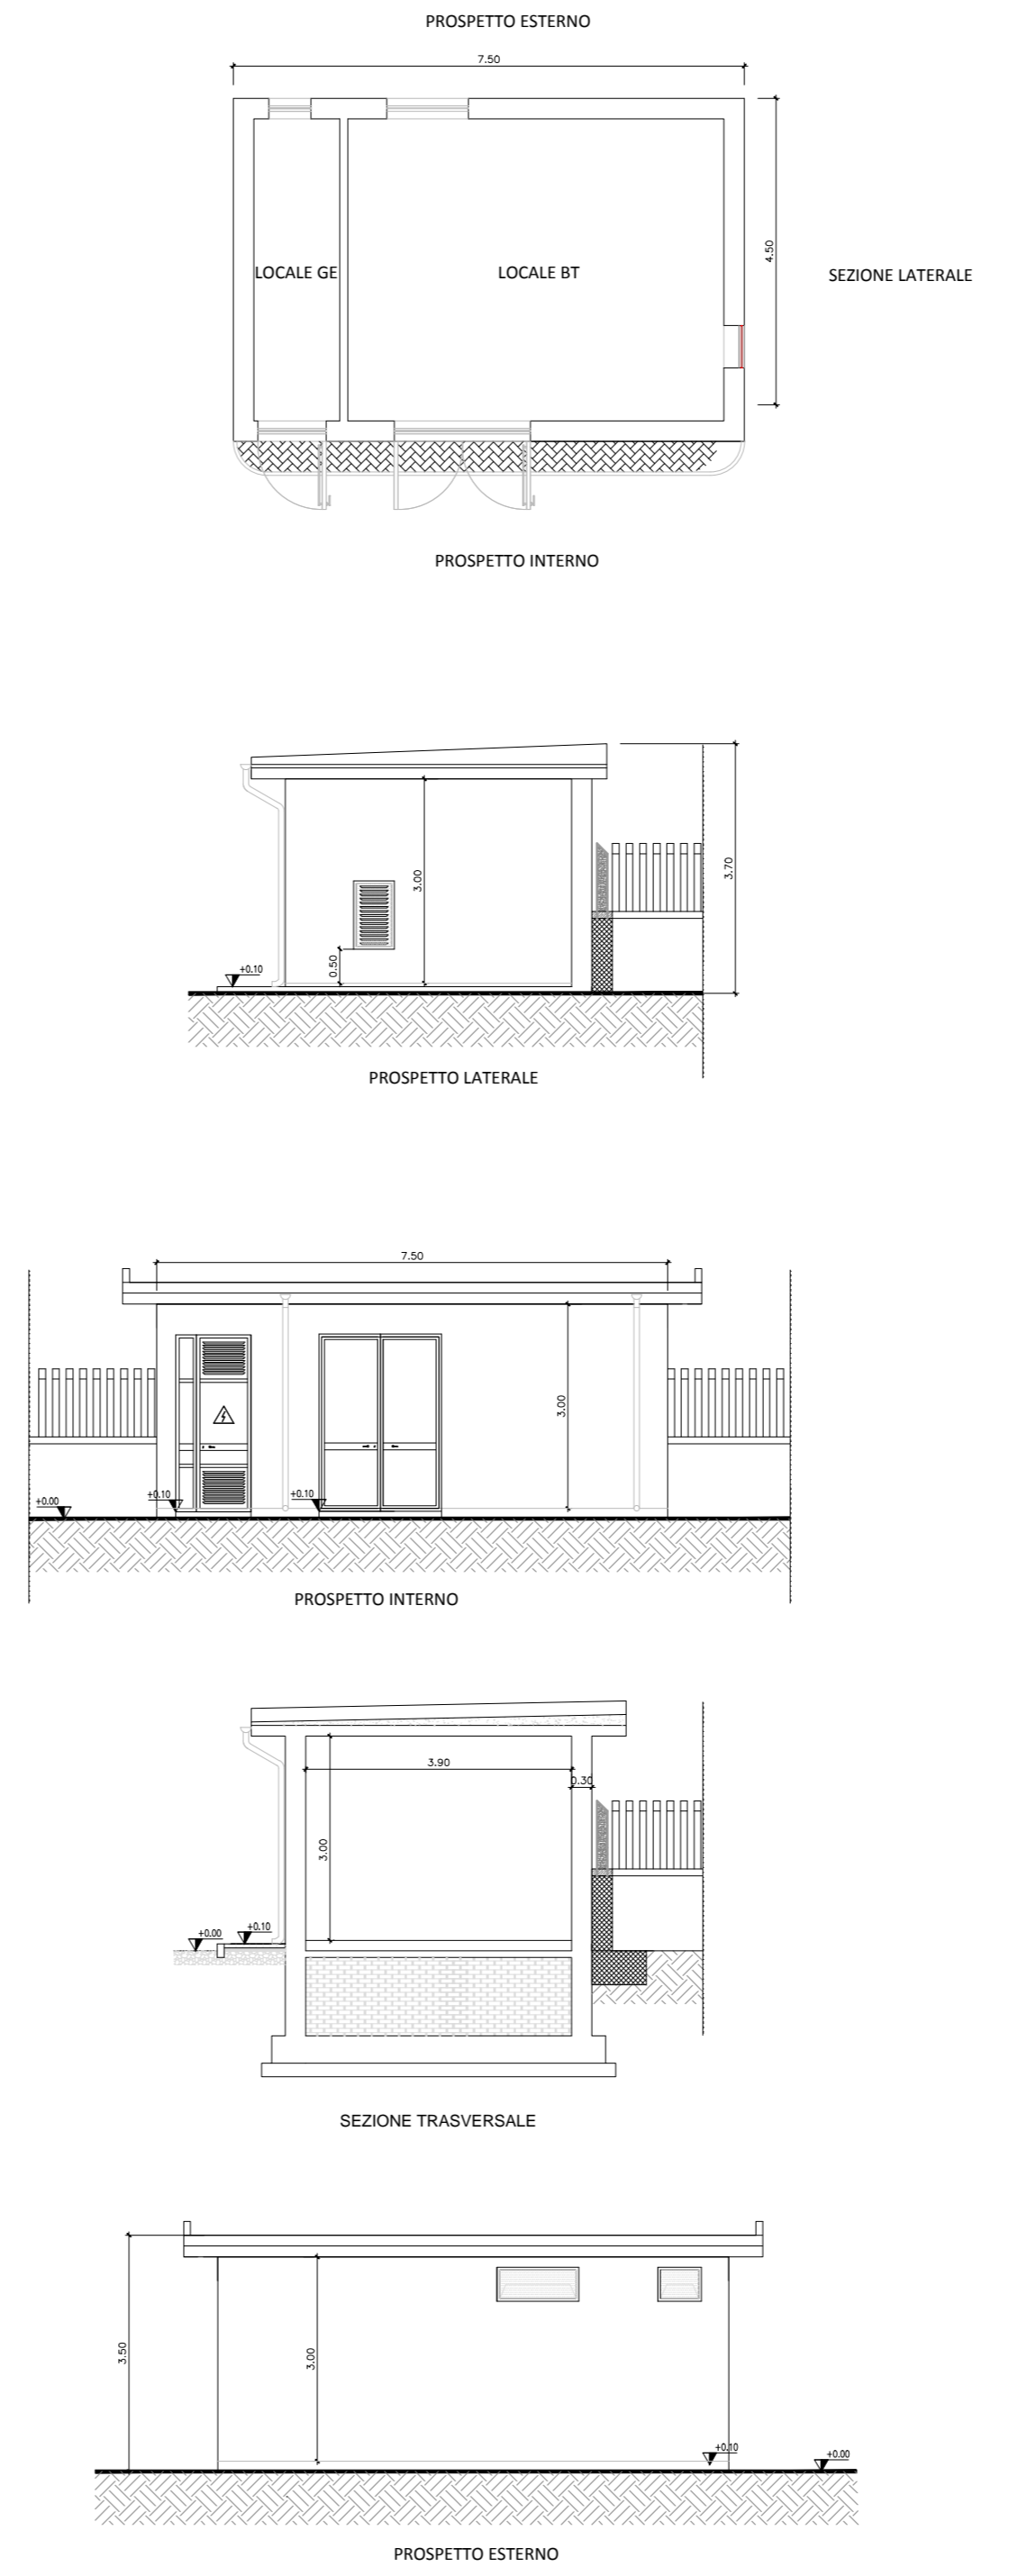 PROSPETTO ESTERNO
7.50
LOCALE GE
LOCALE BT
4.50
SEZIONE LATERALE
PROSPETTO INTERNO
3.00
3.70
0.50
+0.10
PROSPETTO LATERALE
7.50
3.00
+0.00
+0.10
+0.10
PROSPETTO INTERNO
3.90
0.30
3.00
+0.00
+0.10
SEZIONE TRASVERSALE
3.50
3.00
+0.10
+0.00
PROSPETTO ESTERNO